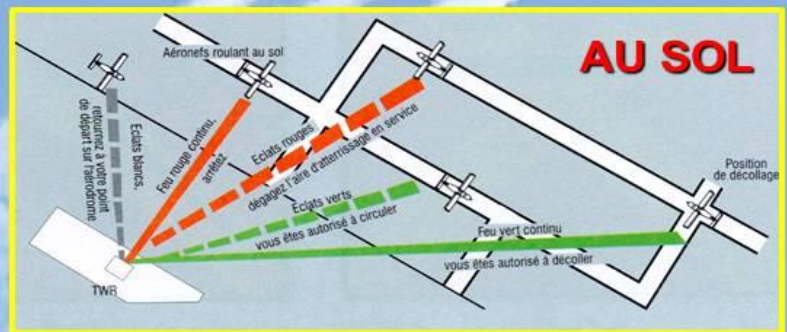 AU SOL
Aéronefs roulant au sol
Eclats blancs,
retournez à votre point
de départ sur l'aérodrome
Feu rouge continu,
arrêtez
Eclats rouges
dégagez l'aire d'atterrissage en service
Eclats verts
vous êtes autorisé à circuler
Position
de décollage
Feu vert continu
vous êtes autorisé à décoller
TWR